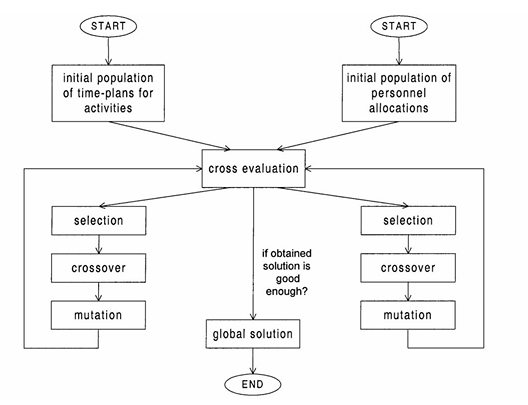 START
START
initial population
of time-plans for
activities
initial population of
personnel
allocations
cross evaluation
selection
selection
if obtained
solution is
good
enough?
crossover
crossover
mutation
mutation
global solution
END